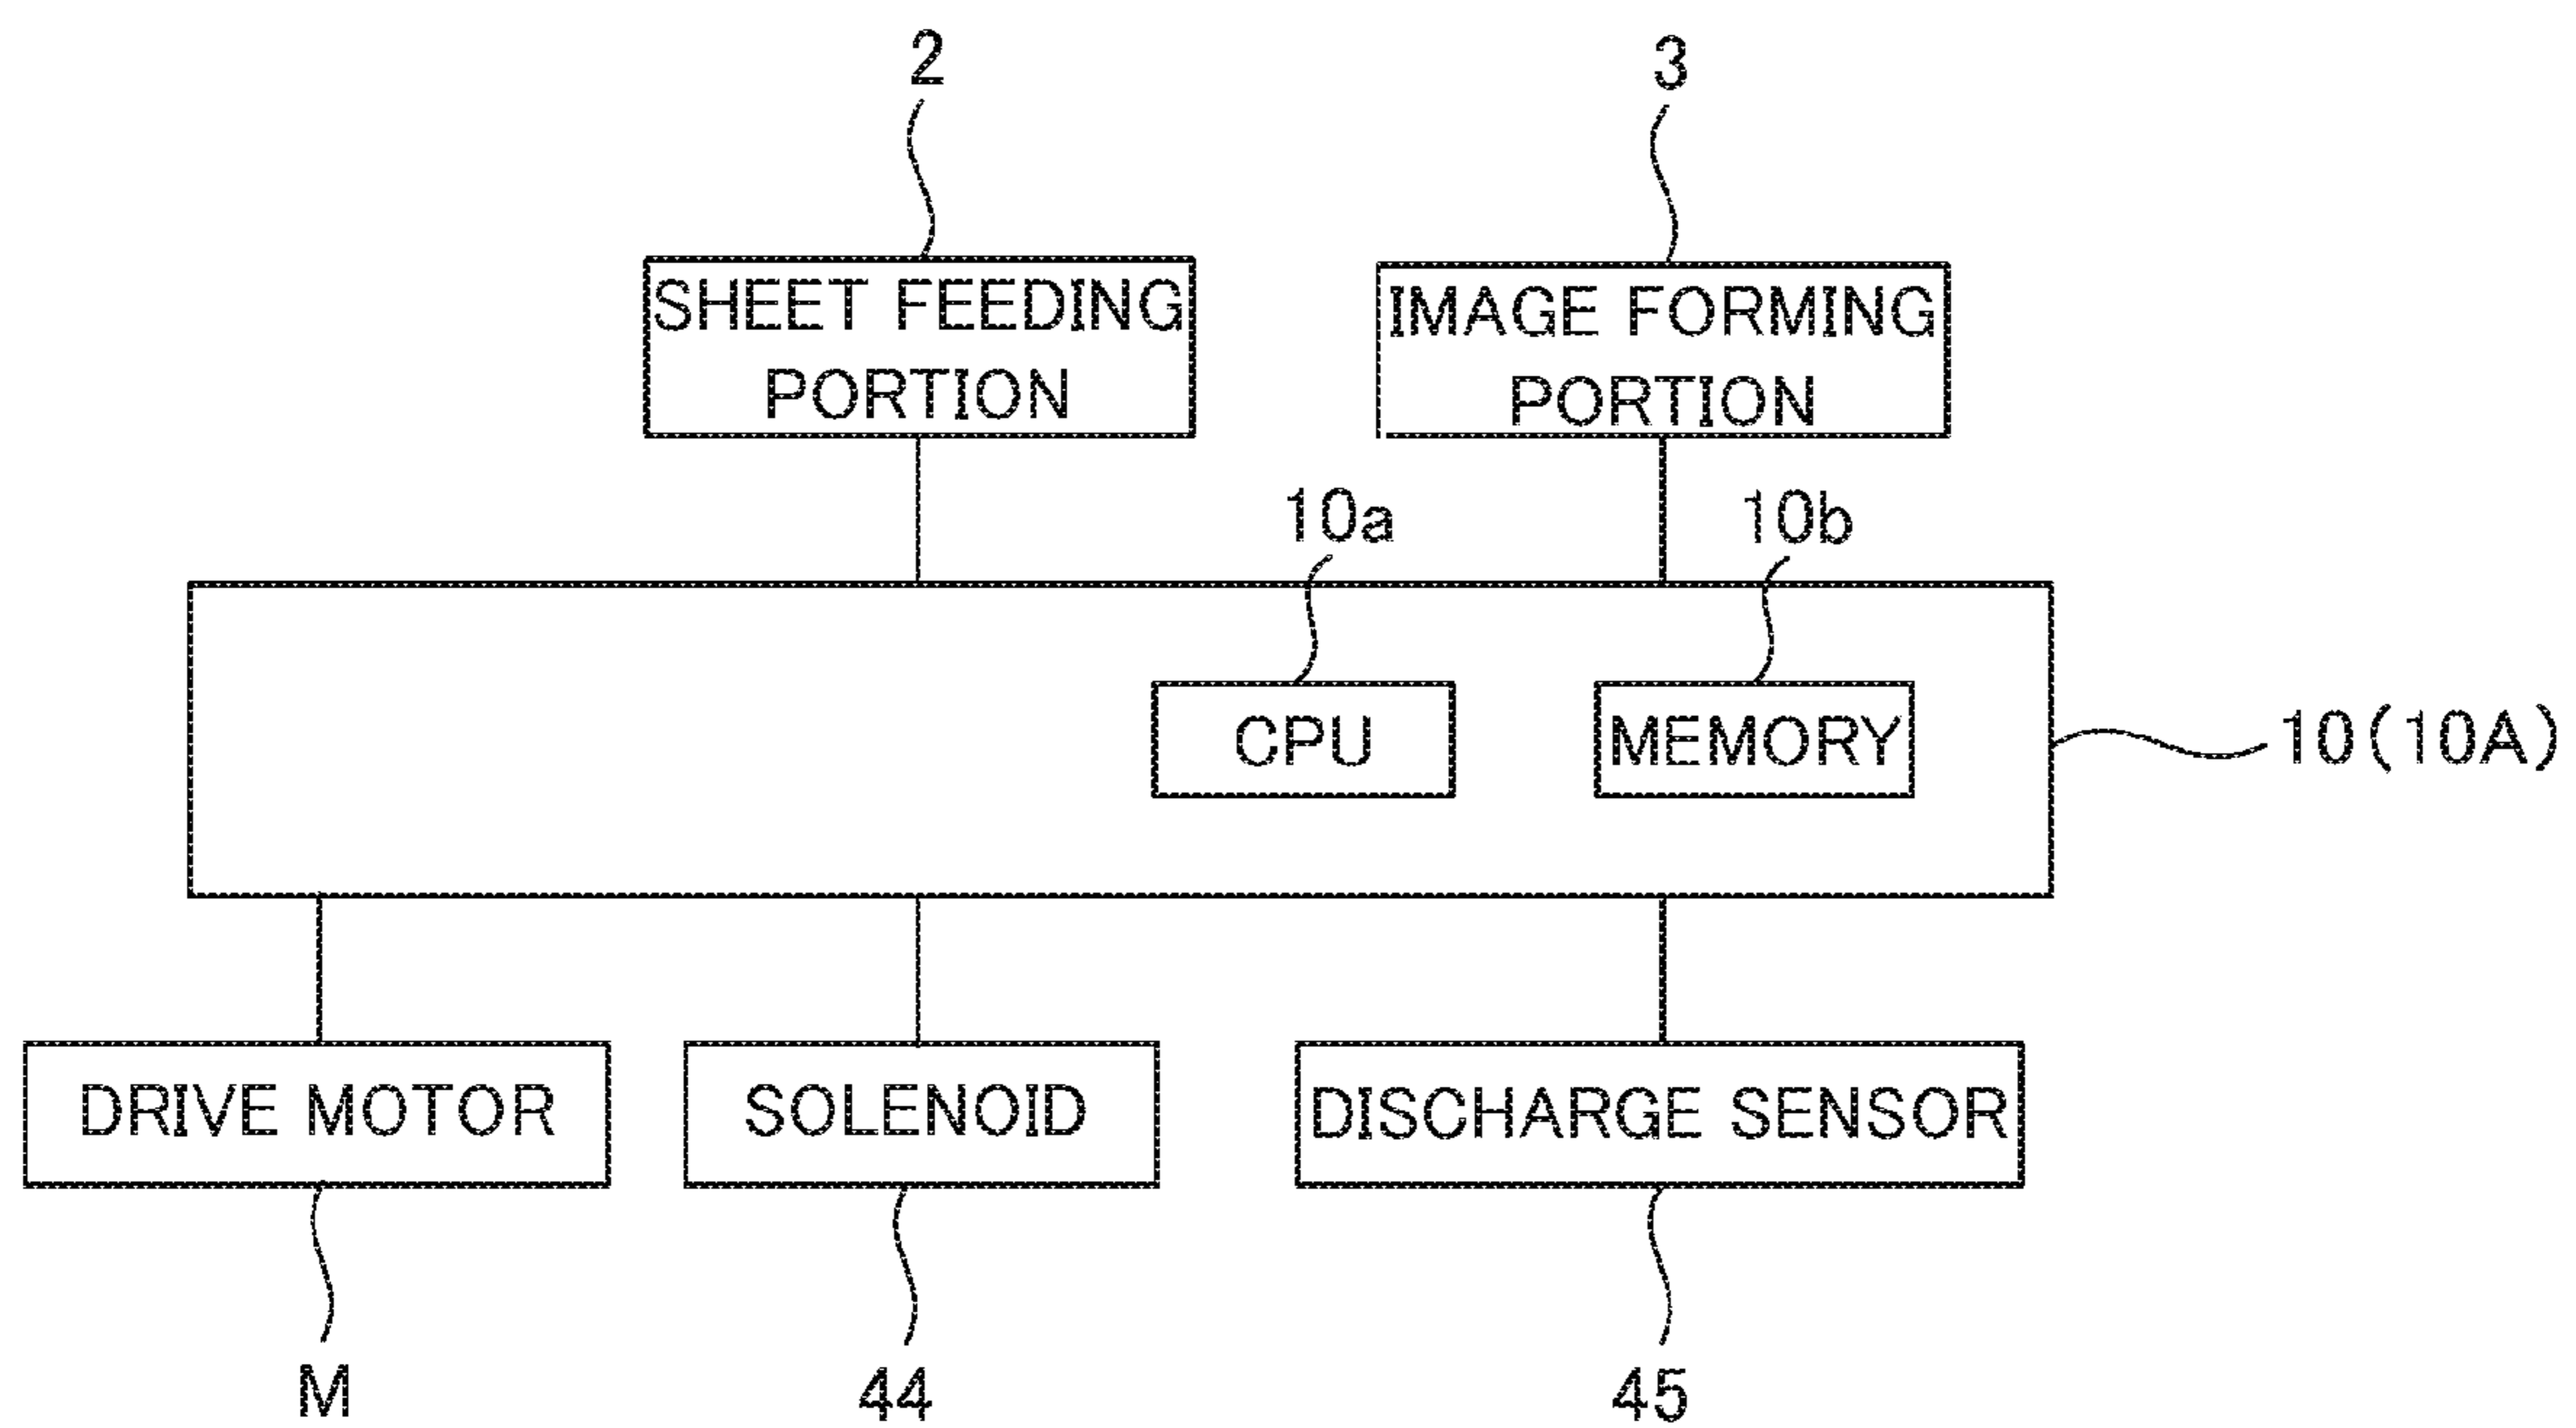 2
3
SHEET FEEDING
PORTION
IMAGE FORMING
PORTION
10a
10b
CPU
MEMORY
10(10A)
DRIVE MOTOR
SOLENOID
DISCHARGE SENSOR
M
44
45